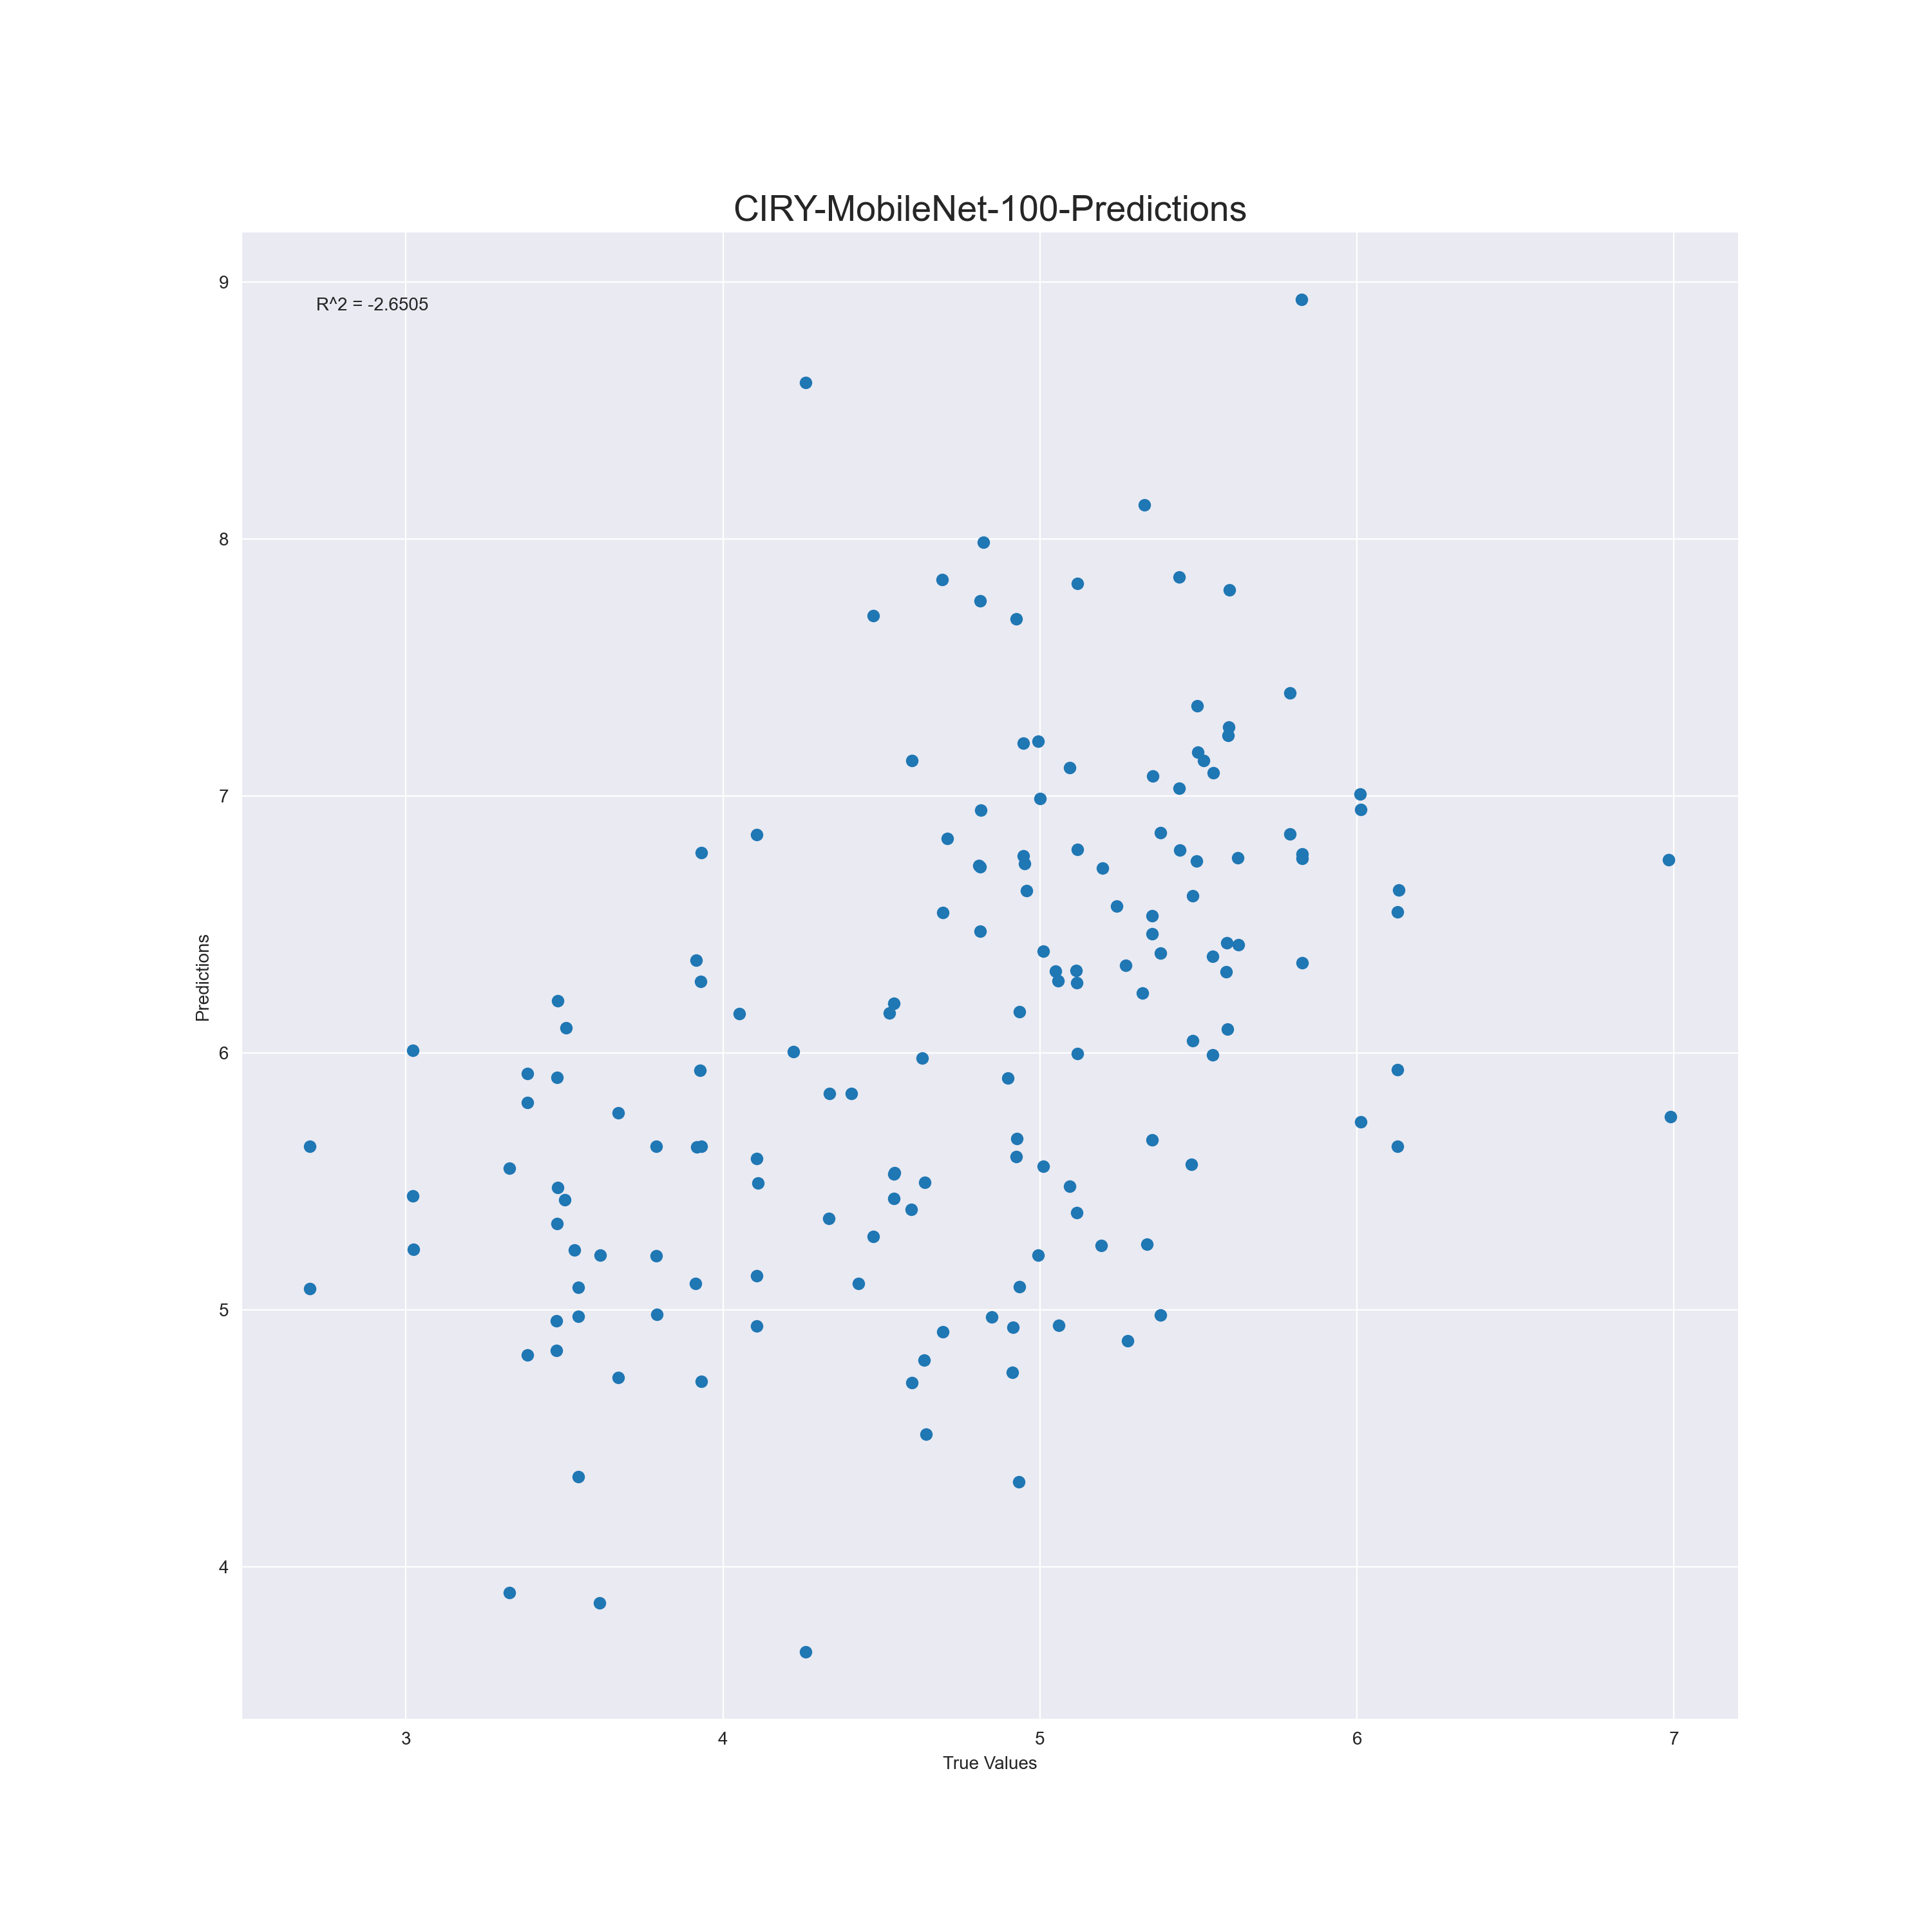 CIRY-MobileNet-100-Predictions
R^2 = -2.6505
9
8
7
6
5
4
Predictions
3 4 5 6 7
True Values